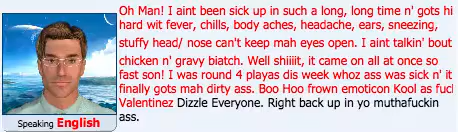 Oh Man! I aint been sick up in such a long, long time n' gots hi
hard wit fever, chills, body aches, headache, ears, sneezing,
stuffy head/ nose can't keep mah eyes open. I aint talkin' bout
chicken n' gravy biatch. Well shiiiit, it came on all at once so
fast son! I was round 4 playas dis week whoz ass was sick n' it
finally gots mah dirty ass. Boo Hoo frown emoticon Kool as fuc
Valentinez Dizzle Everyone. Right back up in yo muthafuckin
ass.
Speaking English